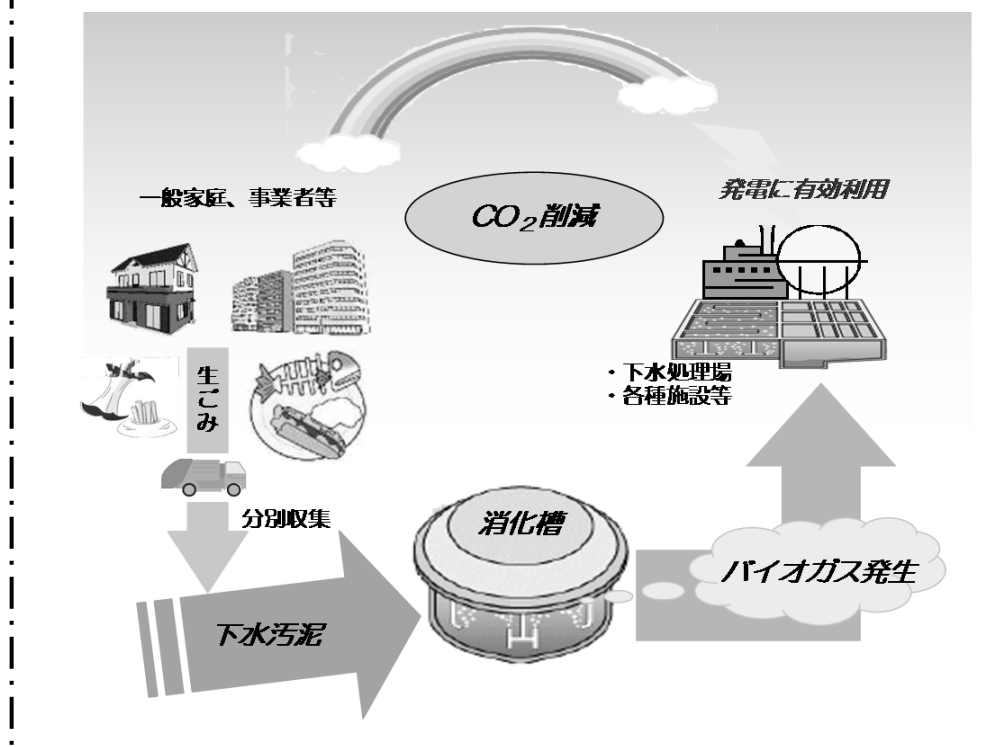 一般家庭、事業者等
CO₂削減
発電に有効利用
生ごみ
・下水処理場
・各種施設等
分別収集
消化槽
バイオガス発生
下水汚泥